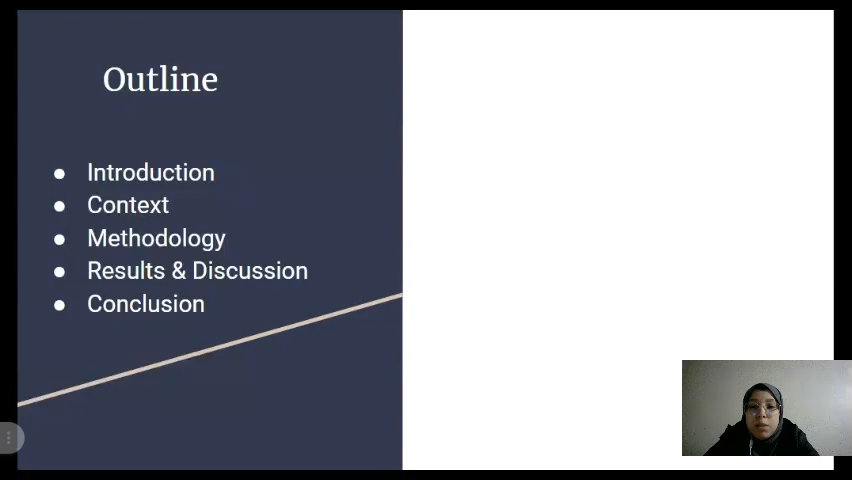 Outline
● Introduction
● Context
● Methodology
● Results & Discussion
● Conclusion